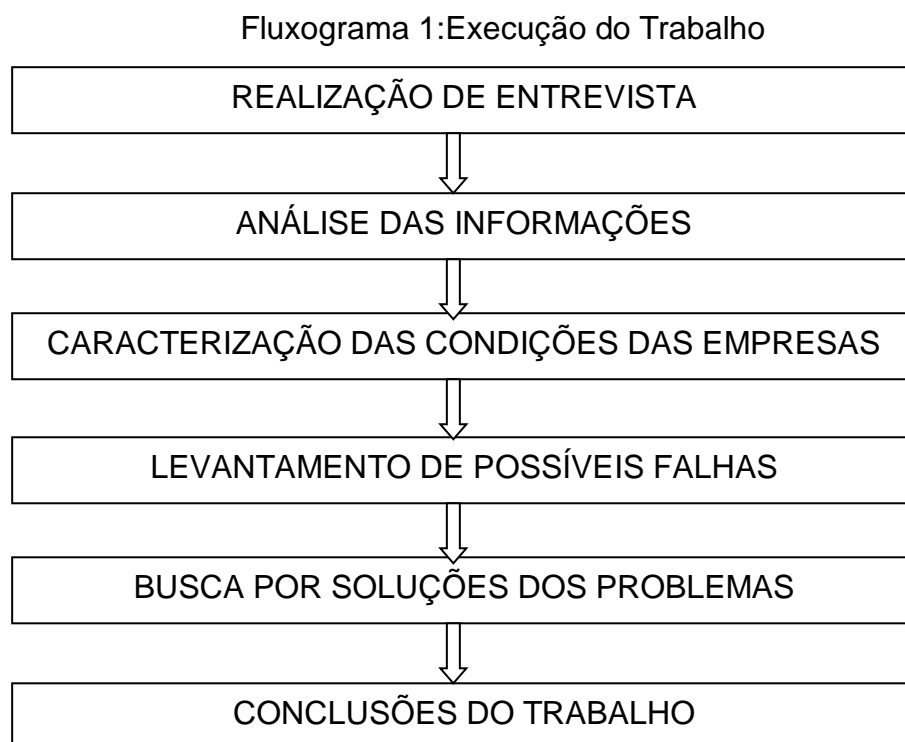 Fluxograma 1:Execução do Trabalho
REALIZAÇÃO DE ENTREVISTA
ANÁLISE DAS INFORMAÇÕES
CARACTERIZAÇÃO DAS CONDIÇÕES DAS EMPRESAS
LEVANTAMENTO DE POSSÍVEIS FALHAS
BUSCA POR SOLUÇÕES DOS PROBLEMAS
CONCLUSÕES DO TRABALHO